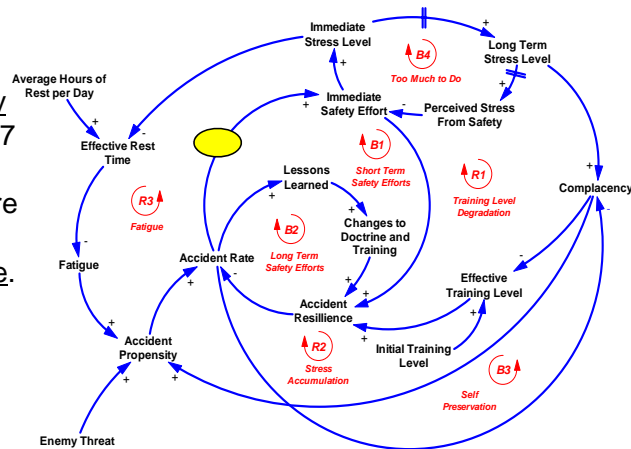 Immediate
Stress Level
+
+
B4
Too Much to Do
Long Term
Stress Level
+
-
Perceived Stress
From Safety
Average Hours of
Rest per Day
y
7
re
e.
+
-
Effective Rest
Time
+
+
Immediate
Safety Effort
B1
Short Term
Safety Efforts
R1
Training Level
Degradation
+
Complacency
-
Lessons
Learned
+
R3
Fatigue
B2
Long Term
Safety Efforts
+
Changes to
Doctrine and
Training
-
Fatigue
Accident Rate
+
-
+
+
Accident
Resillience
+
-
Effective
Training Level
+
Initial Training
Level
+
Accident
Propensity
+
+
R2
Stress
Accumulation
B3
Self
Preservation
Enemy Threat